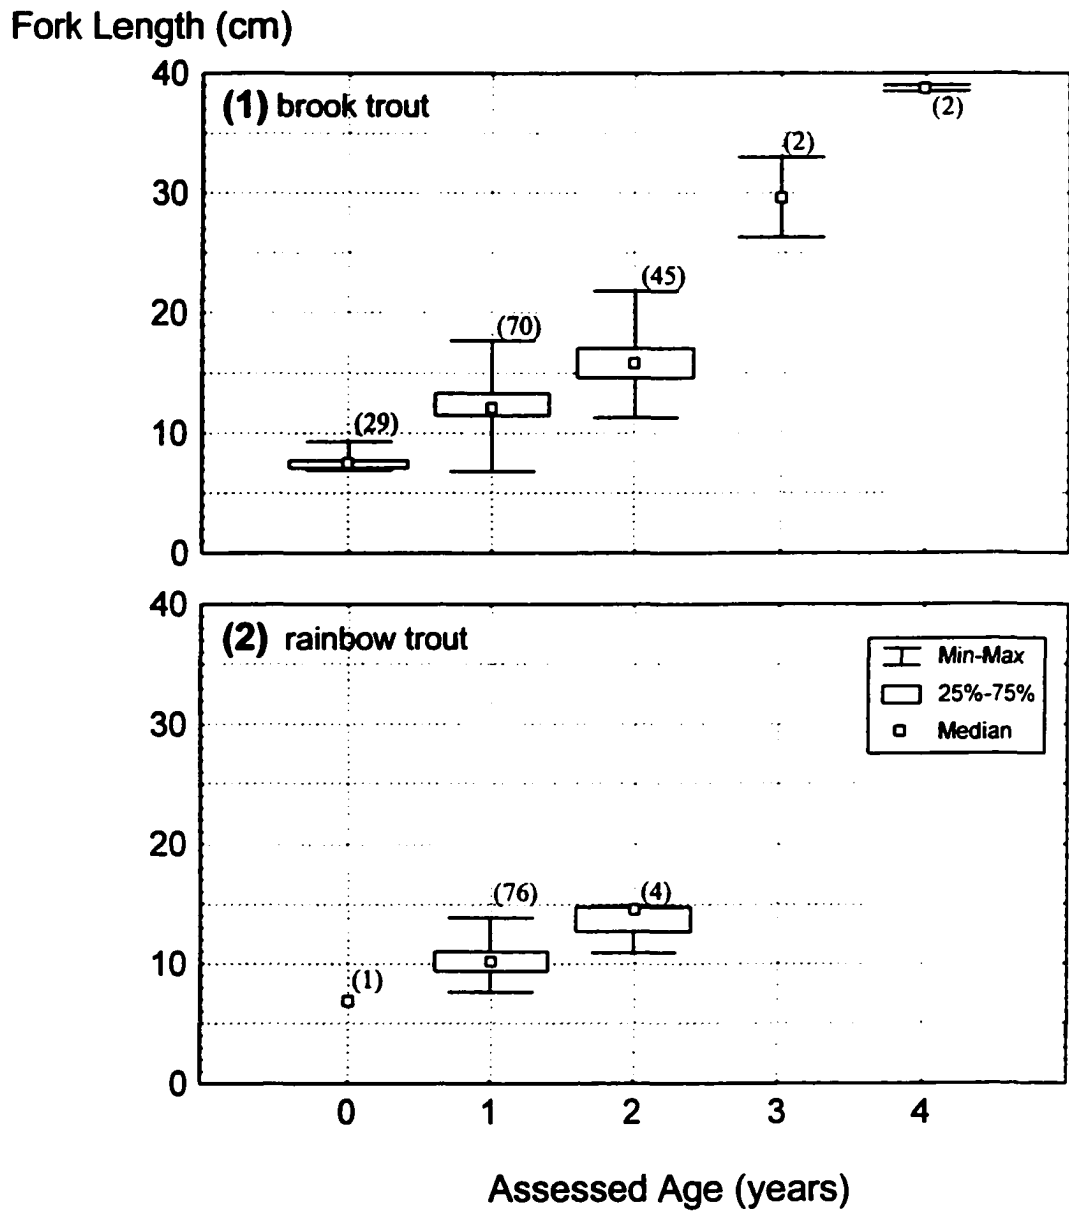 Fork Length (cm)
40
(1) brook trout
(2)
(2)
30
(45)
20
(70)
(29)
10
0
40
(2) rainbow trout
Min-Max
25%-75%
Median
30
20
(76)
(4)
10
(1)
0
0 1 2 3 4
Assessed Age (years)